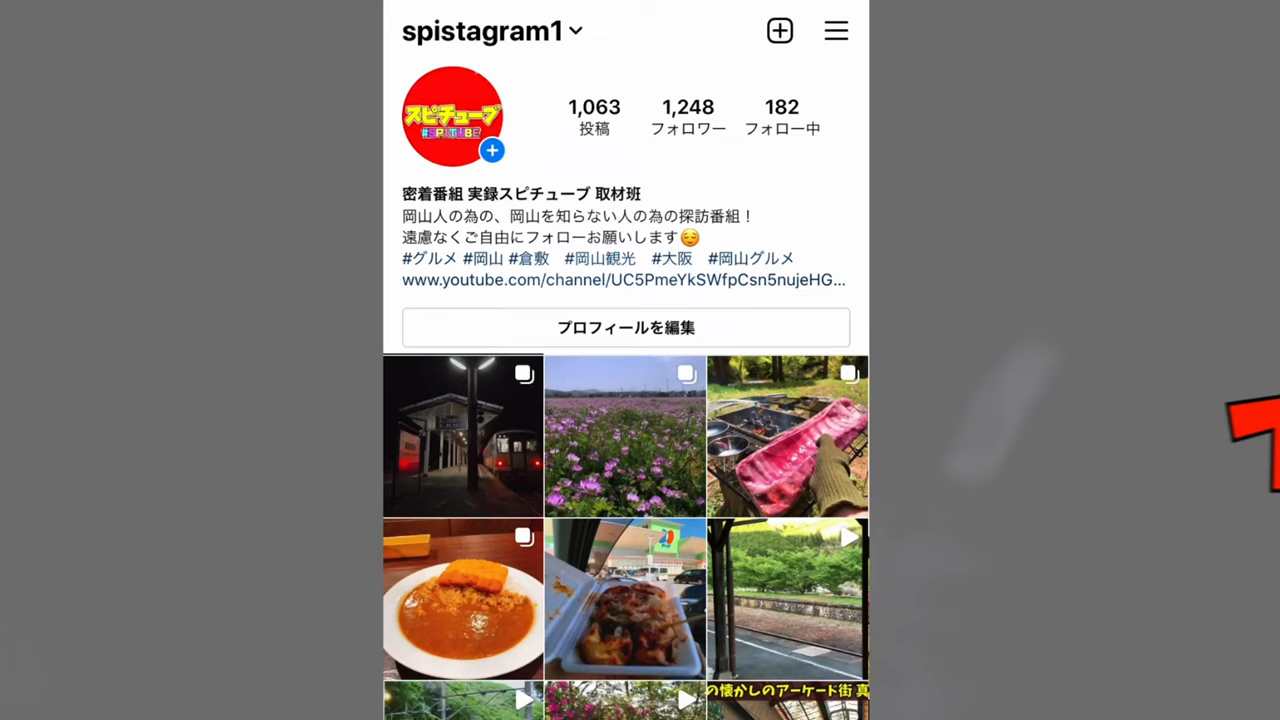 spistagram1
スピチューブ
#SPITUBE
1,063
1,248
182
投稿
フォロワー
フォロー中
密着番組 実録スピチューブ 取材班
岡山人の為の、岡山を知らない人の為の探訪番組！
遠慮なくご自由にフォローお願いします😌
#グルメ #岡山 #倉敷　#岡山観光　#大阪　#岡山グルメ
www.youtube.com/channel/UC5PmeYkSWfpCsn5nujeHG...
プロフィールを編集
の懐かしのアーケード街 真